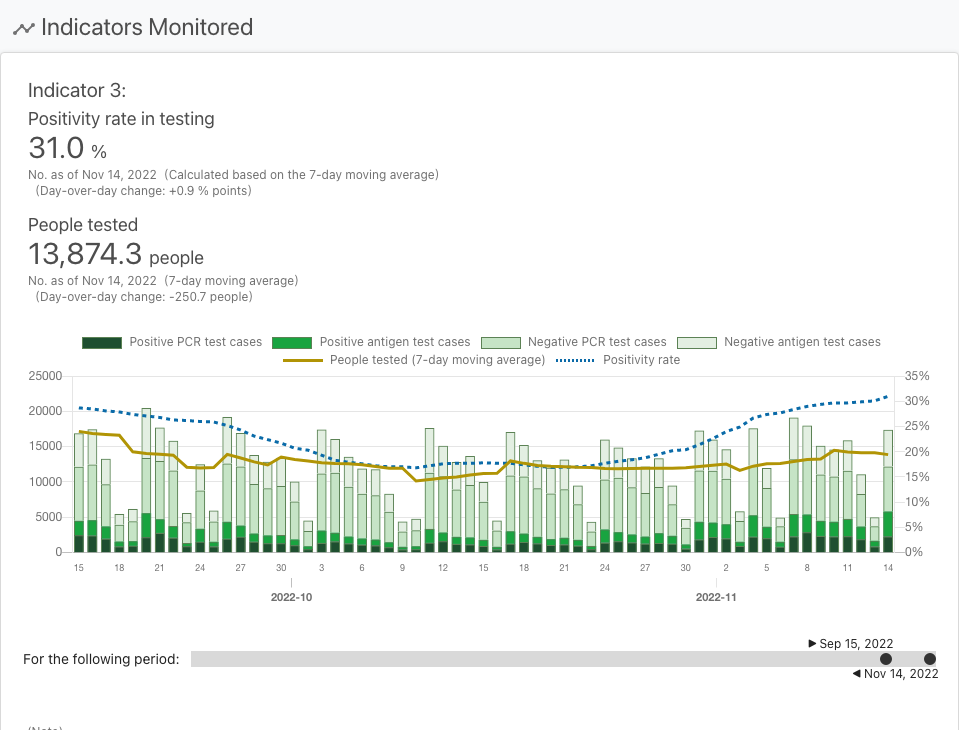 Indicators Monitored
Indicator 3:
Positivity rate in testing
31.0 %
No. as of Nov 14, 2022 (Calculated based on the 7-day moving average)
(Day-over-day change: +0.9 % points)
People tested
13,874.3 people
No. as of Nov 14, 2022 (7-day moving average)
(Day-over-day change: -250.7 people)
Positive PCR test cases Positive antigen test cases Negative PCR test cases Negative antigen test cases
People tested (7-day moving average) Positivity rate
25000 35%
20000 30%
25%
15000 20%
10000 15%
10%
5000 5%
0 0%
15 18 21 24 27 30 3 6 9 12 15 18 21 24 27 30 2 5 8 11 14
2022-10 2022-11
▶ Sep 15, 2022
For the following period:
◀ Nov 14, 2022